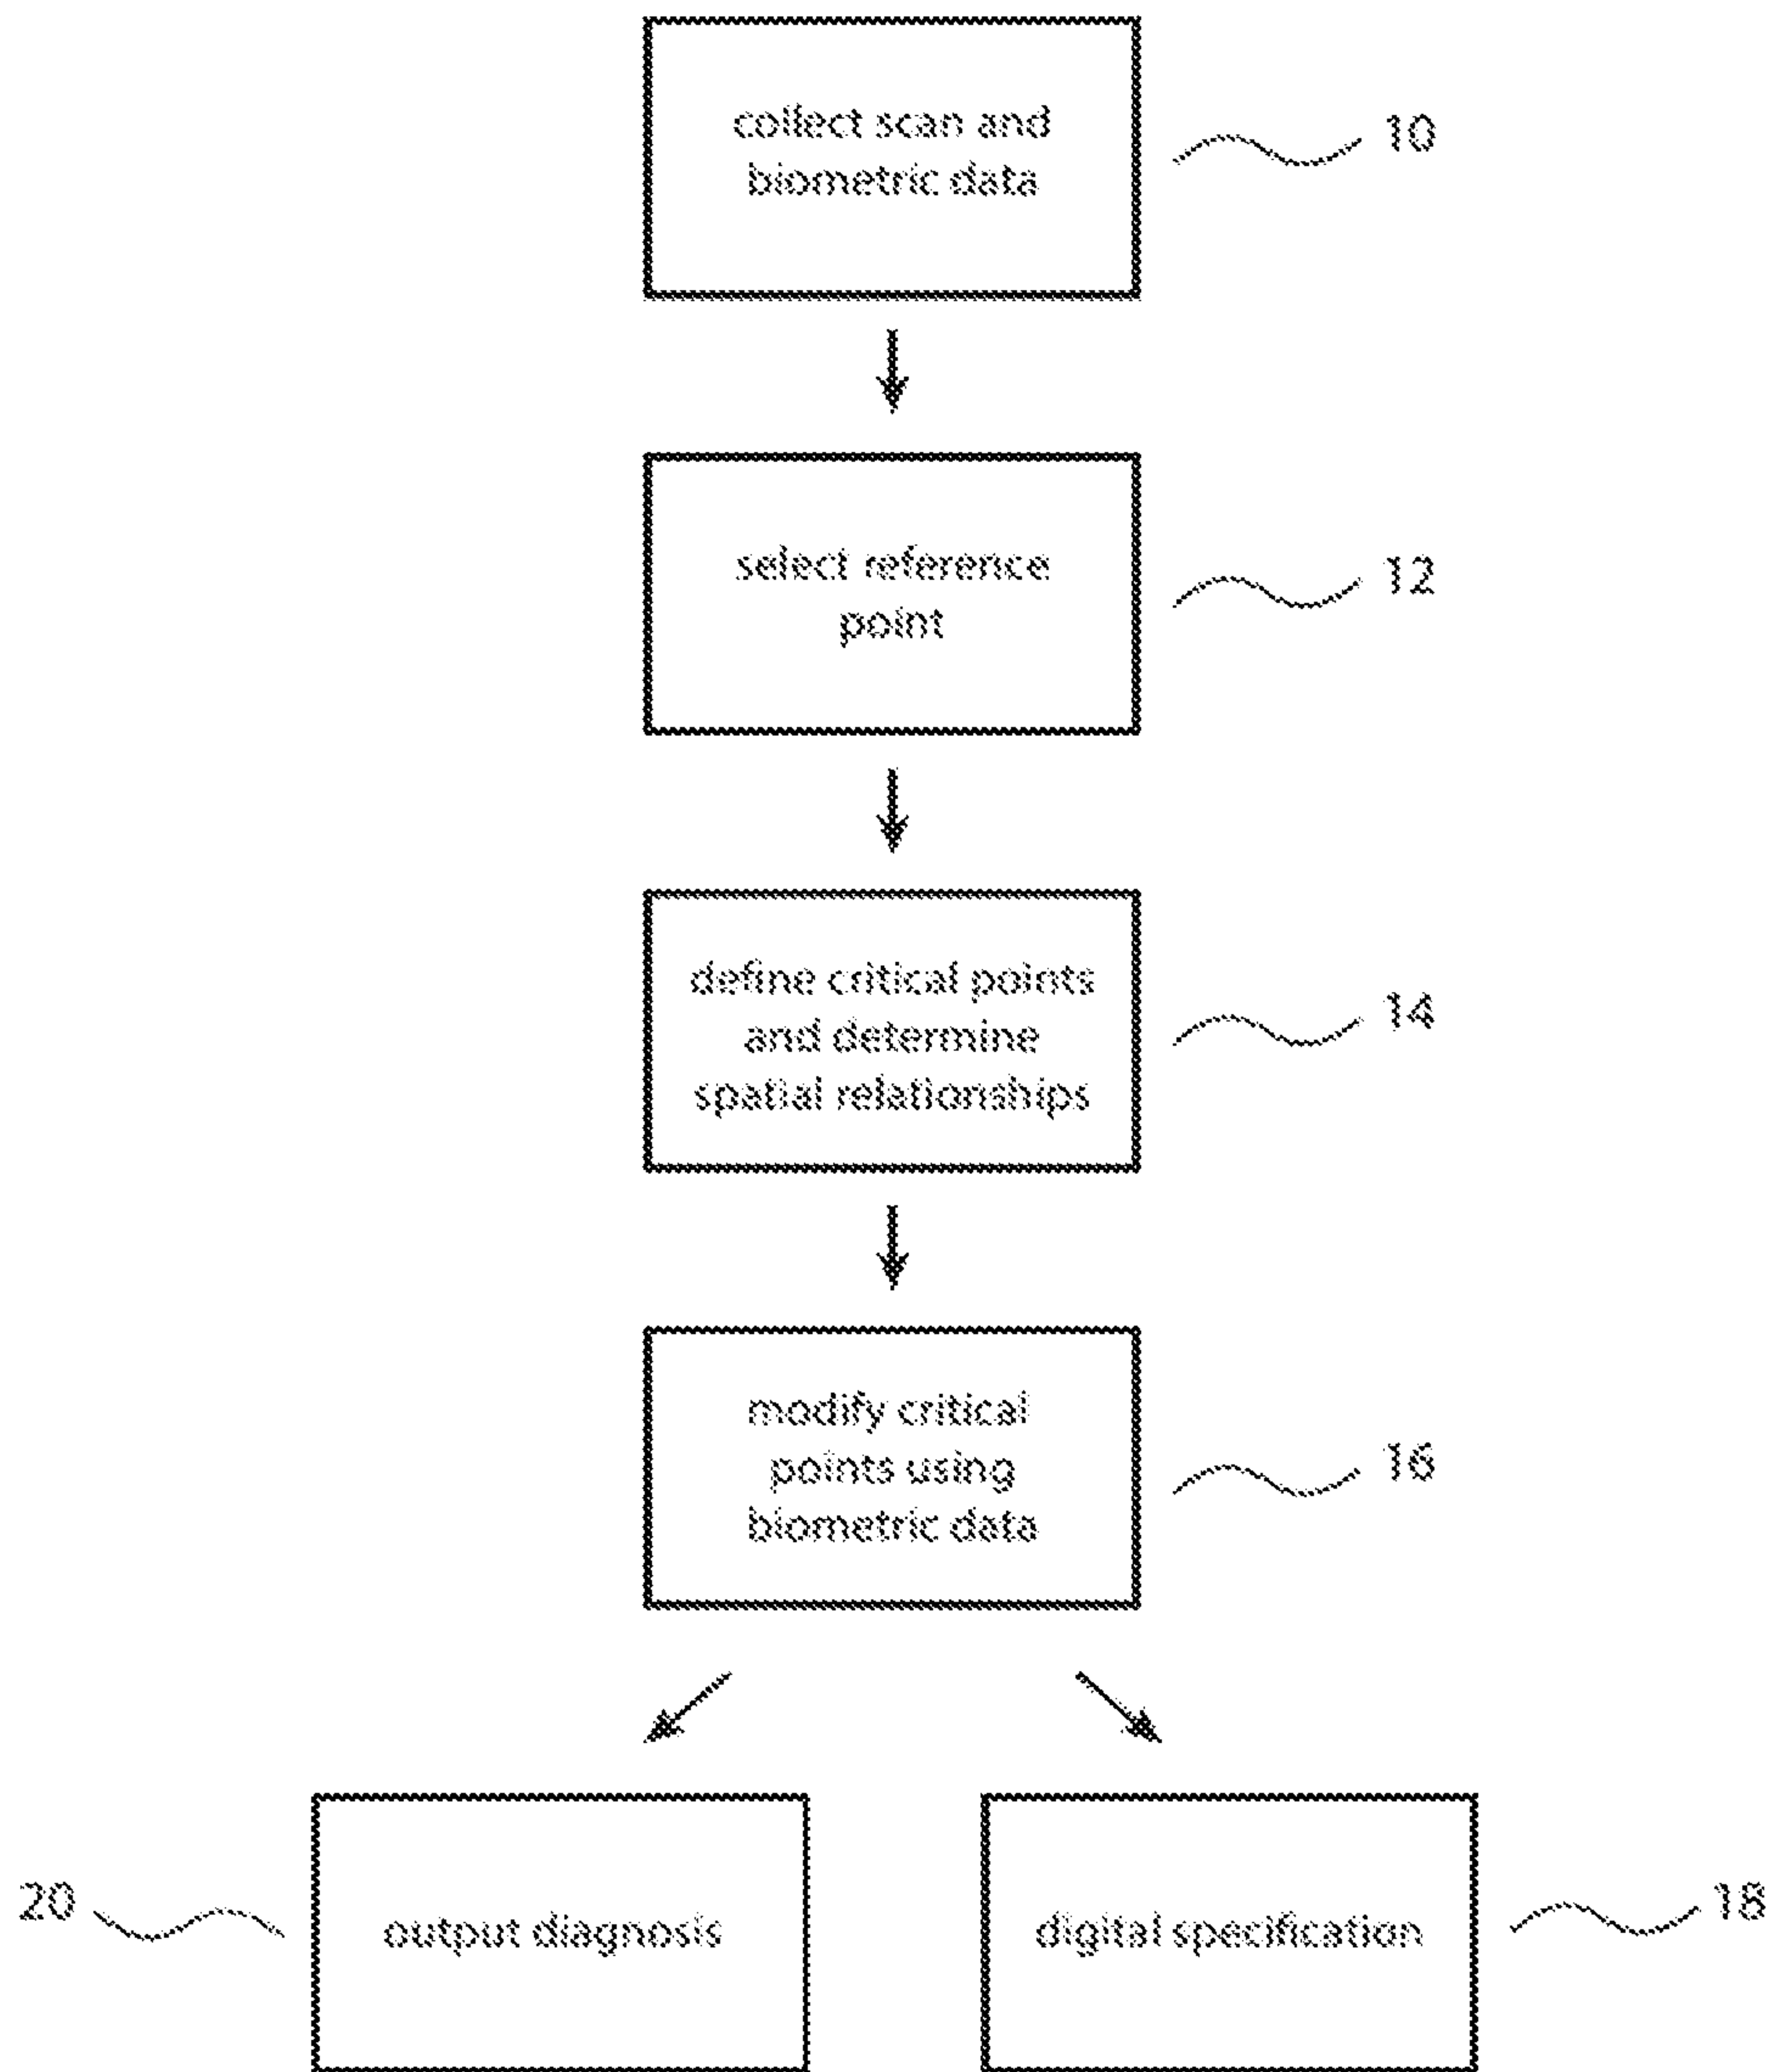 collect scan and
biometric data
10
select reference
point
12
define critical points
and determine
spatial relationships
14
modify critical
points using
biometric data
16
20
output diagnosis
digital specification
18